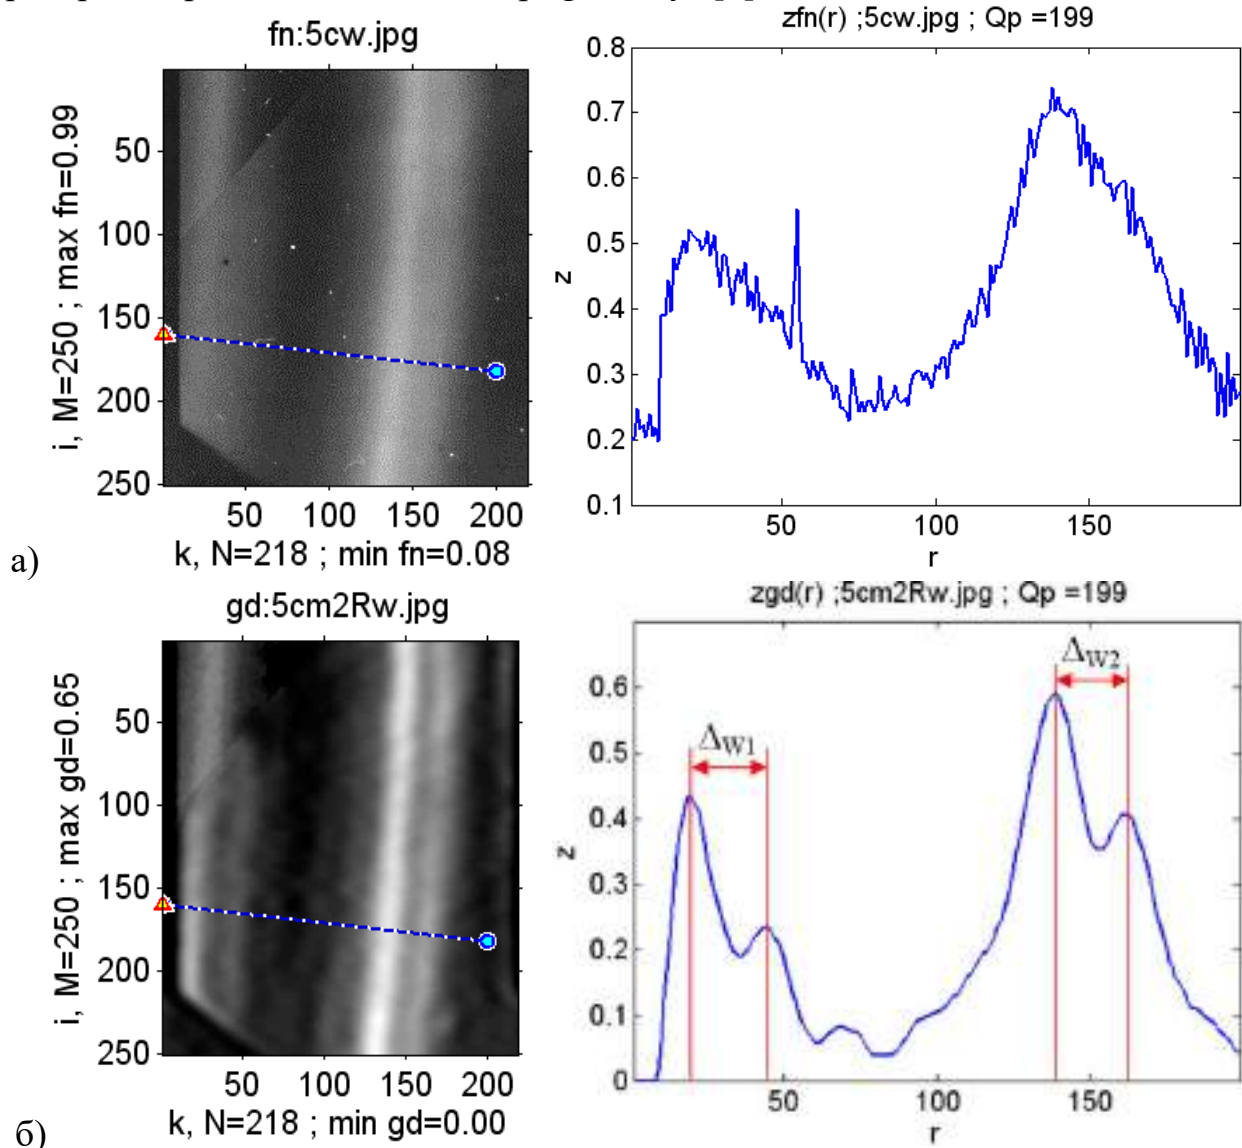 fn:5cw.jpg
zfn(r) ;5cw.jpg ; Qp =199
i, M=250 ; max fn=0.99
50
100
150
200
250
50 100 150 200
k, N=218 ; min fn=0.08
z
0.8
0.7
0.6
0.5
0.4
0.3
0.2
0.1
50 100 150
r
а)
gd:5cm2Rw.jpg
zgd(r) ;5cm2Rw.jpg ; Qp =199
i, M=250 ; max gd=0.65
50
100
150
200
250
50 100 150 200
k, N=218 ; min gd=0.00
z
0.6
0.5
0.4
0.3
0.2
0.1
0
ΔW1
ΔW2
50 100 150
r
б)